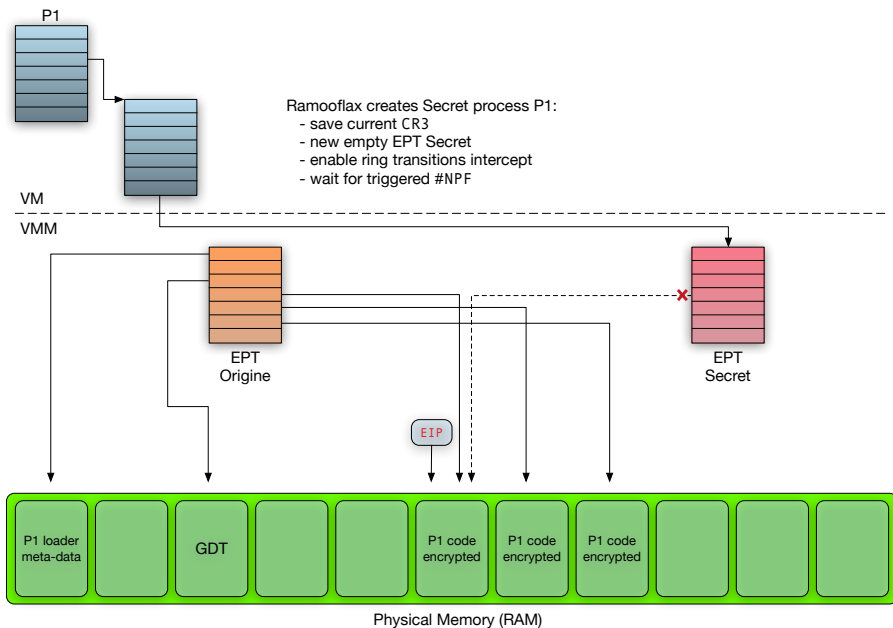 P1
Ramooflax creates Secret process P1:
- save current CR3
- new empty EPT Secret
- enable ring transitions intercept
- wait for triggered #NPF
VM
VMM
EPT
Origine
EPT
Secret
EIP
P1 loader
meta-data
GDT
P1 code
encrypted
P1 code
encrypted
P1 code
encrypted
Physical Memory (RAM)